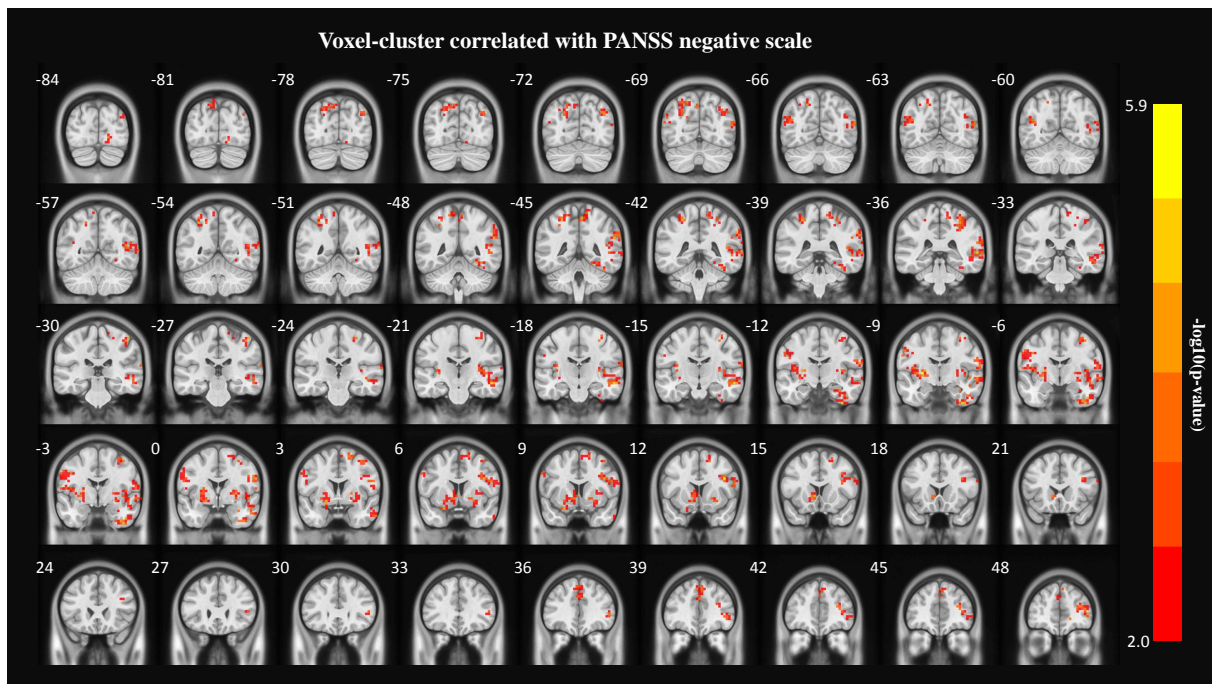 Voxel-cluster correlated with PANSS negative scale
-84 -81 -78 -75 -72 -69 -66 -63 -60
5.9
-57 -54 -51 -48 -45 -42 -39 -36 -33
-30 -27 -24 -21 -18 -15 -12 -9 -6
-log10(p-value)
-3 0 3 6 9 12 15 18 21
24 27 30 33 36 39 42 45 48
2.0